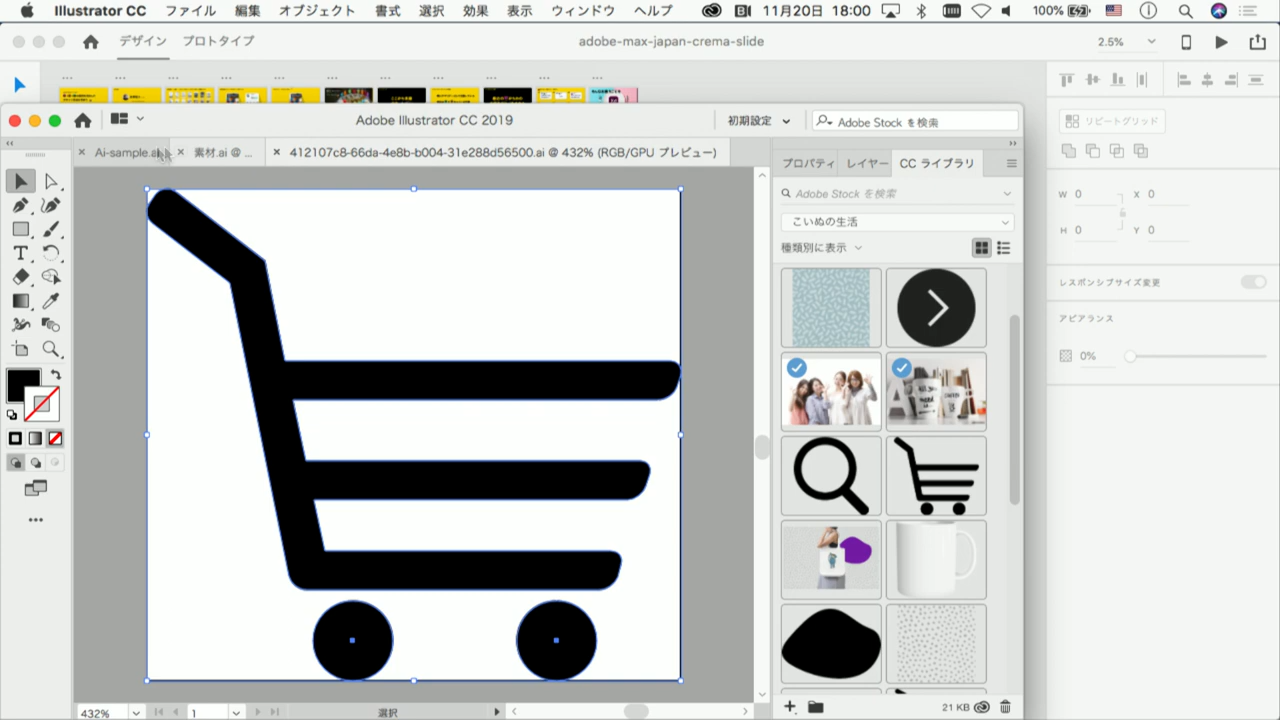 Illustrator CC ファイル 編集 オブジェクト 書式 選択 効果 表示 ウィンドウ ヘルプ 11月20日 18:00 100%
デザイン プロトタイプ adobe-max-japan-crema-slide 2.5%
Adobe Illustrator CC 2019 初期設定 Adobe Stock を検索
Ai-sample.ai 素材.ai @ ... 412107c8-66da-4e8b-b004-31e288d56500.ai @ 432% (RGB/GPU プレビュー)
プロパティ レイヤー CC ライブラリ
Adobe Stock を検索
こいぬの生活
種類別に表示
21 KB
432% 1 選択
リピートグリッド
W 0 X 0
H 0 Y 0
レスポンシブサイズ変更
アピアランス
0%